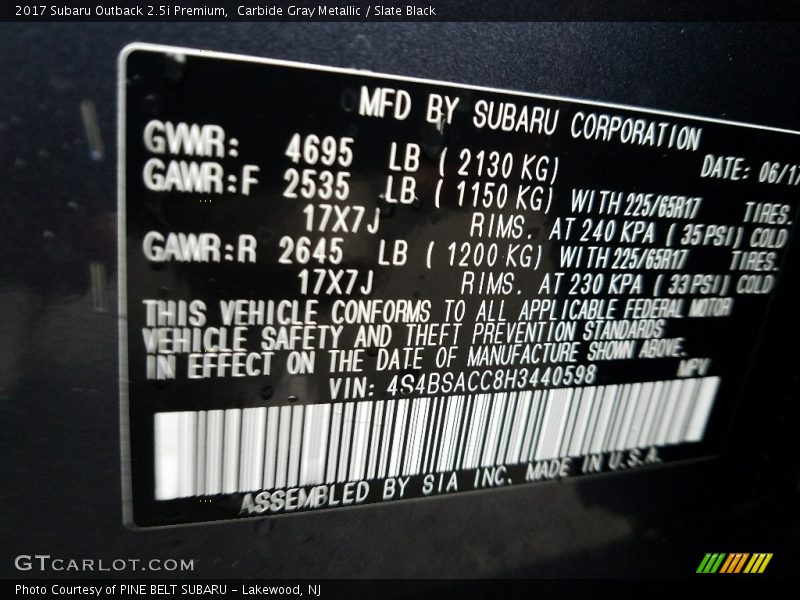 2017 Subaru Outback 2.5i Premium, Carbide Gray Metallic / Slate Black
MFD BY SUBARU CORPORATION
GVWR: 4695 LB ( 2130 KG) DATE: 06/17
GAWR:F 2535 LB ( 1150 KG) WITH 225/65R17 TIRES.
17X7J RIMS. AT 240 KPA ( 35 PSI) COLD
GAWR:R 2645 LB ( 1200 KG) WITH 225/65R17 TIRES.
17X7J RIMS. AT 230 KPA ( 33 PSI) COLD
THIS VEHICLE CONFORMS TO ALL APPLICABLE FEDERAL MOTOR
VEHICLE SAFETY AND THEFT PREVENTION STANDARDS
IN EFFECT ON THE DATE OF MANUFACTURE SHOWN ABOVE.
VIN: 4S4BSACC8H3440598 MPV
ASSEMBLED BY SIA INC. MADE IN U.S.A.
GTCARLOT.COM
Photo Courtesy of PINE BELT SUBARU - Lakewood, NJ